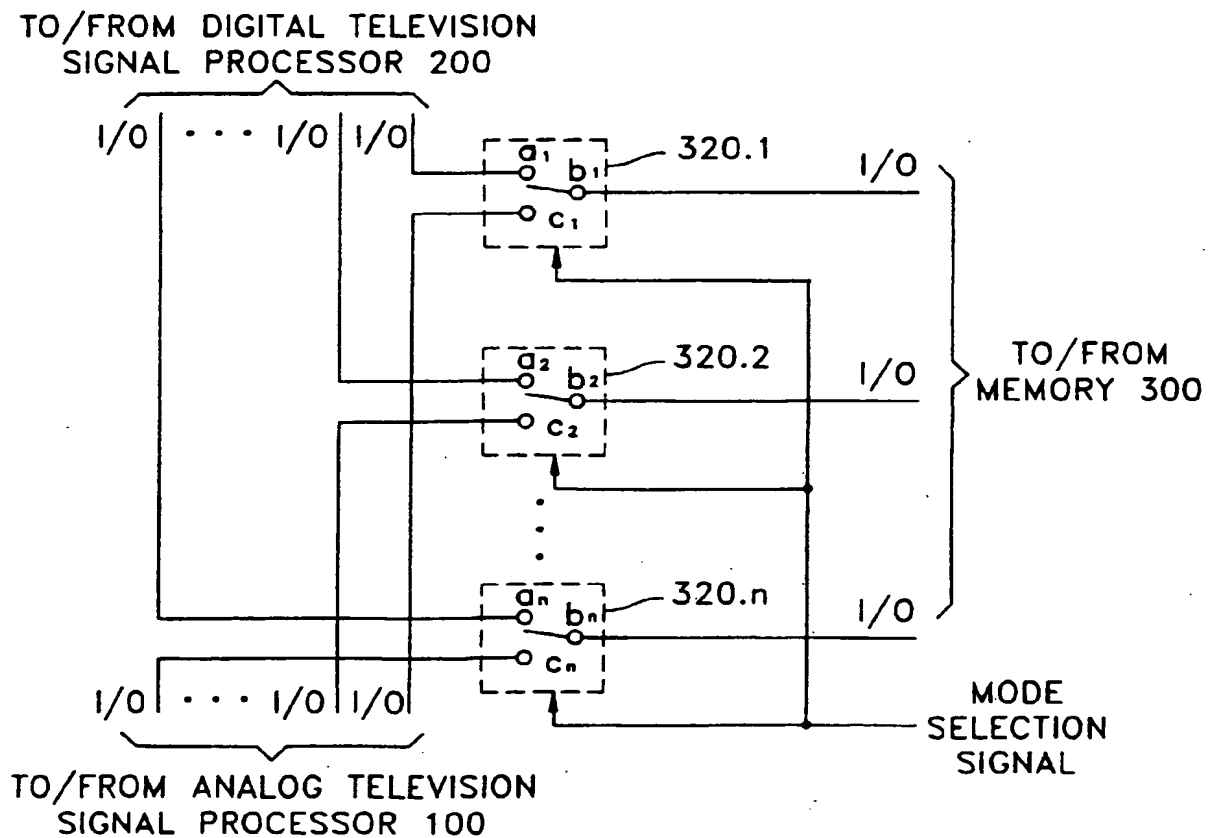 TO/FROM DIGITAL TELEVISION
SIGNAL PROCESSOR 200
I/O ··· I/O I/O
a₁ b₁ c₁
320.1
I/O
a₂ b₂ c₂
320.2
I/O
TO/FROM
MEMORY 300
aₙ bₙ cₙ
320.n
I/O
I/O ··· I/O I/O
MODE
SELECTION
SIGNAL
TO/FROM ANALOG TELEVISION
SIGNAL PROCESSOR 100